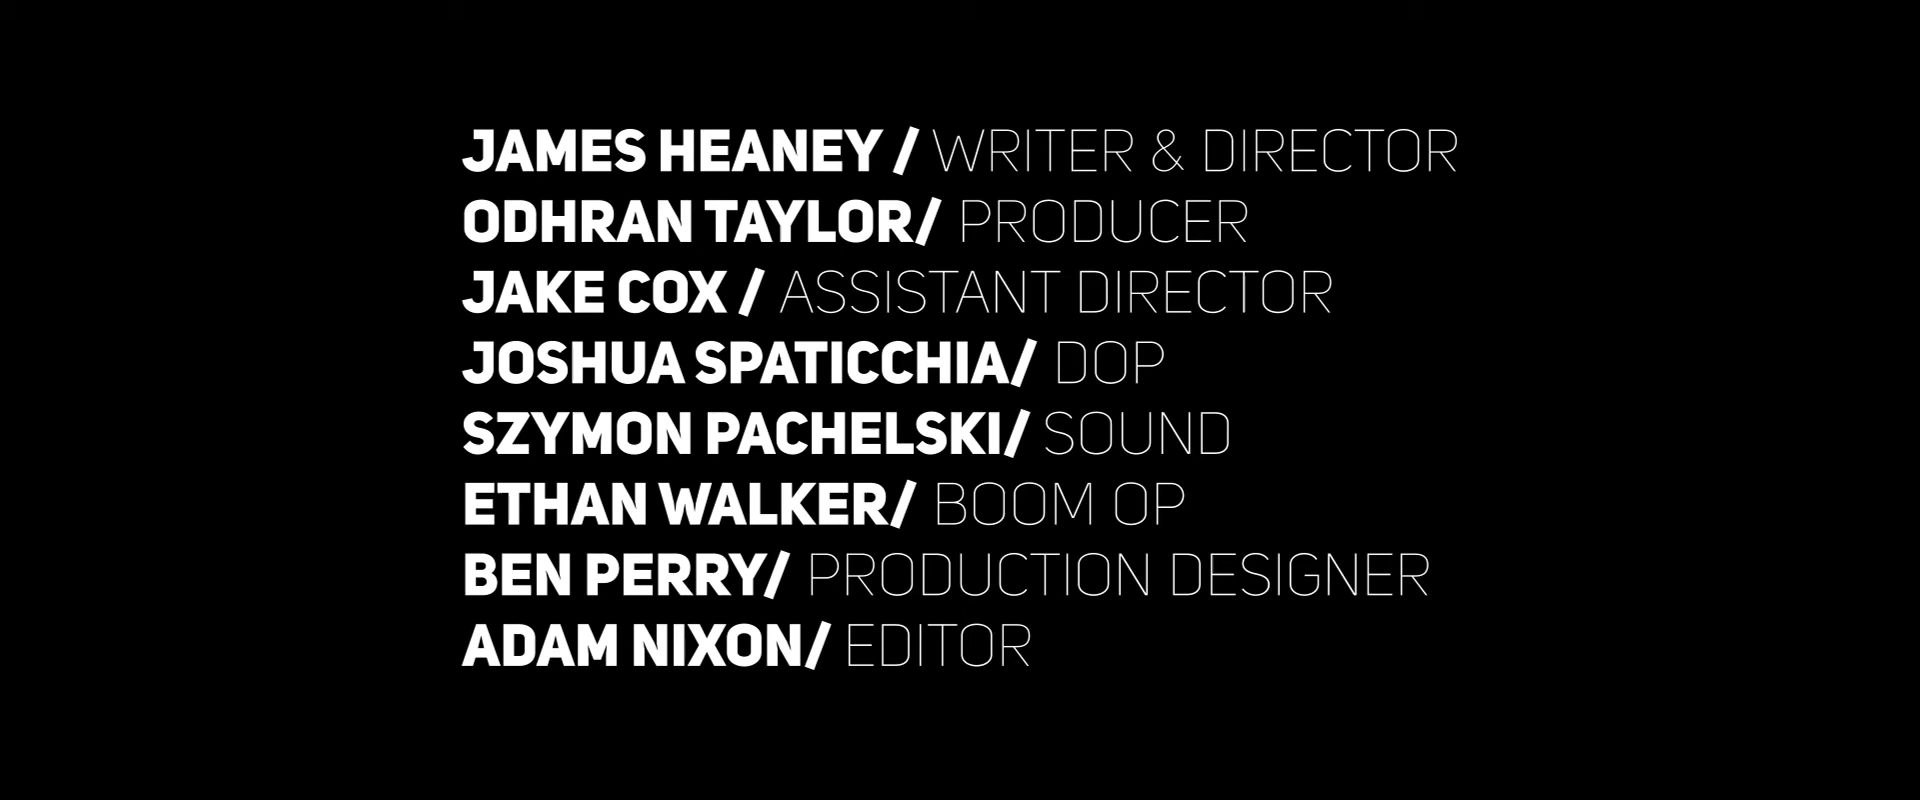 JAMES HEANEY / WRITER & DIRECTOR
ODHRAN TAYLOR/ PRODUCER
JAKE COX / ASSISTANT DIRECTOR
JOSHUA SPATICCHIA/ DOP
SZYMON PACHELSKI/ SOUND
ETHAN WALKER/ BOOM OP
BEN PERRY/ PRODUCTION DESIGNER
ADAM NIXON/ EDITOR